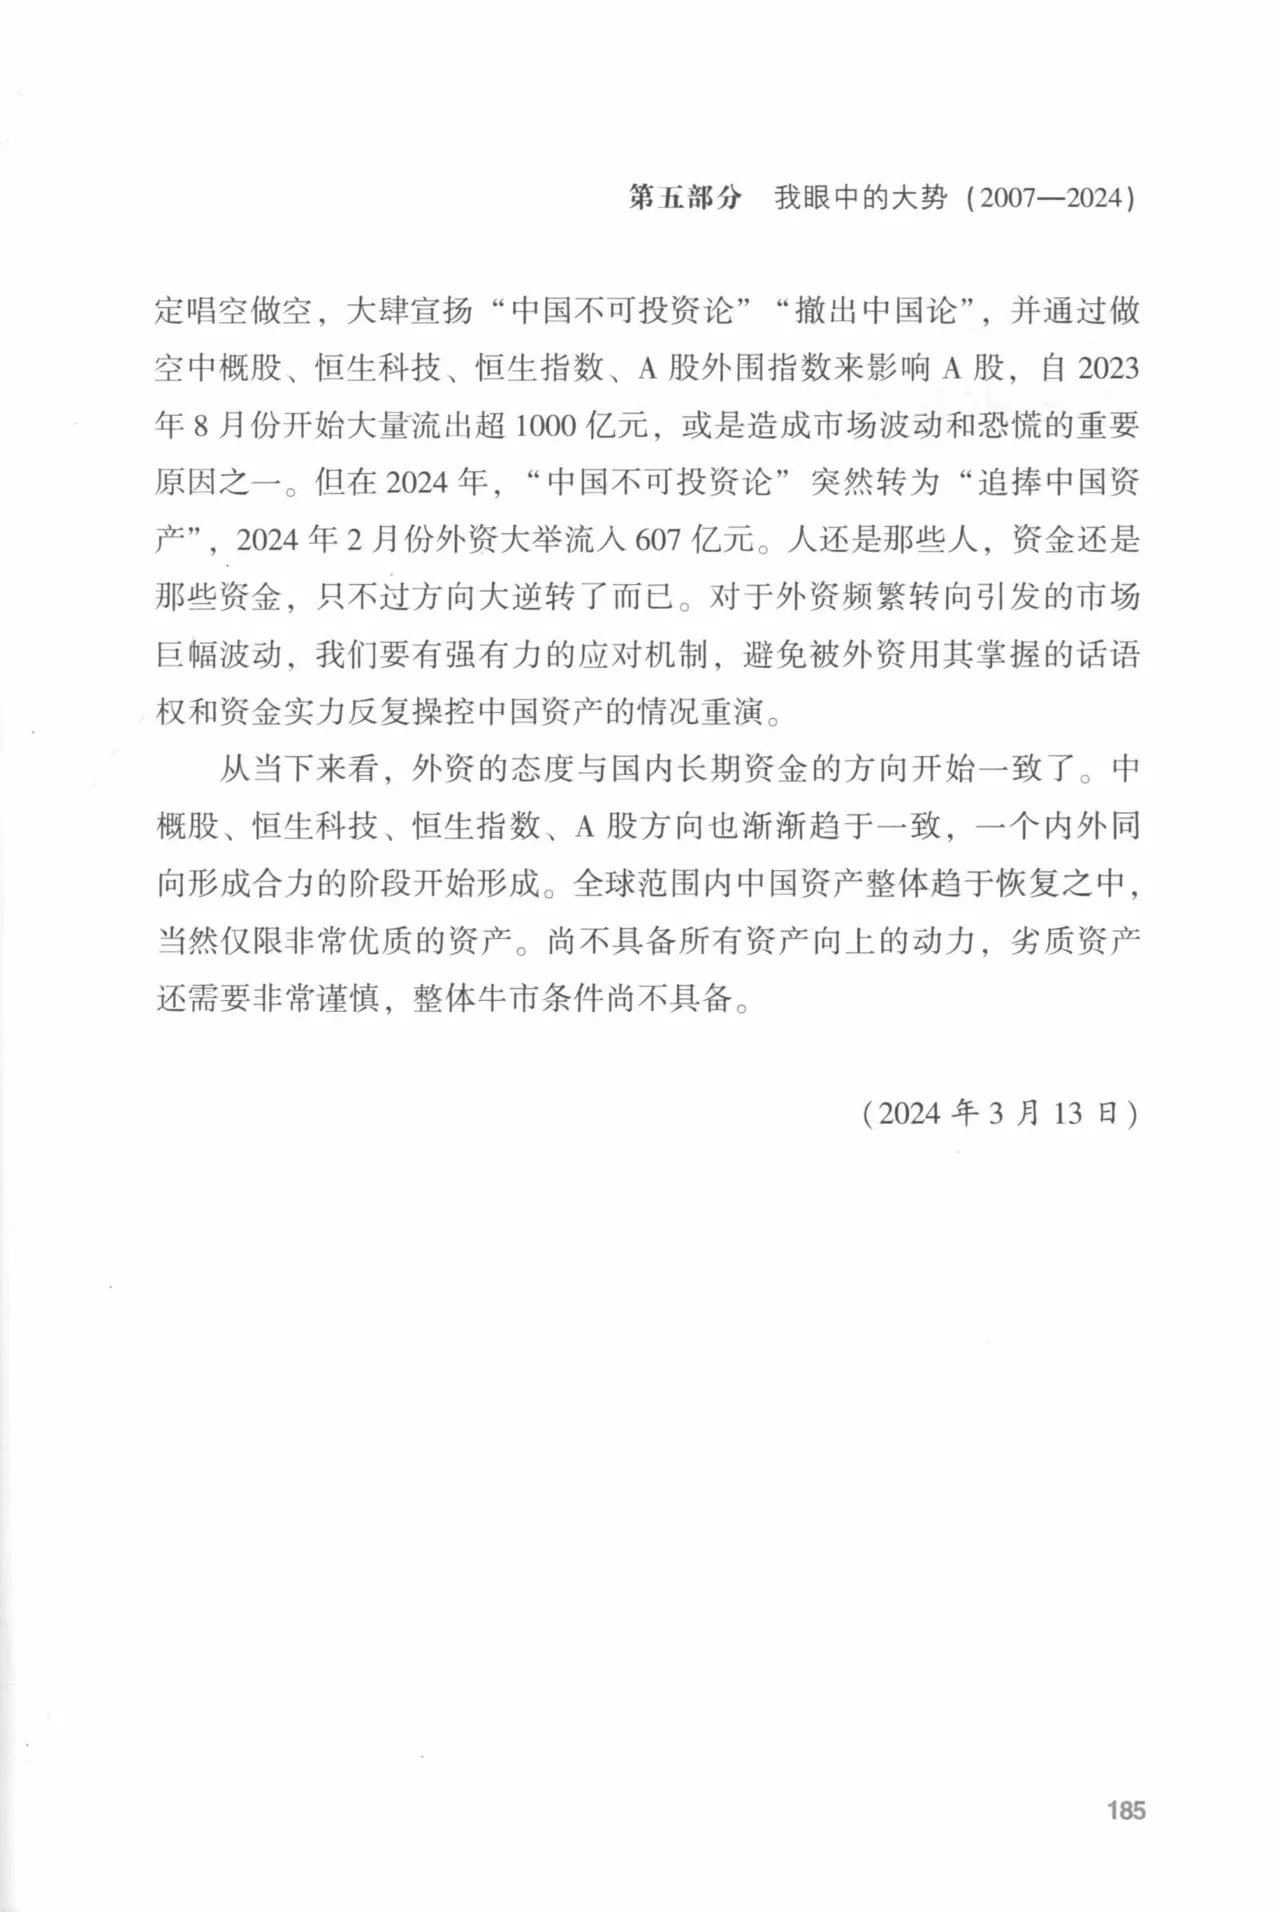 第五部分 我眼中的大势（2007—2024）
定唱空做空，大肆宣扬“中国不可投资论”“撤出中国论”，并通过做
空中概股、恒生科技、恒生指数、A 股外围指数来影响 A 股，自 2023
年 8 月份开始大量流出超 1000 亿元，或是造成市场波动和恐慌的重要
原因之一。但在 2024 年，“中国不可投资论”突然转为“追捧中国资
产”，2024 年 2 月份外资大举流入 607 亿元。人还是那些人，资金还是
那些资金，只不过方向大逆转了而已。对于外资频繁转向引发的市场
巨幅波动，我们要有强有力的应对机制，避免被外资用其掌握的话语
权和资金实力反复操控中国资产的情况重演。
从当下来看，外资的态度与国内长期资金的方向开始一致了。中
概股、恒生科技、恒生指数、A 股方向也渐渐趋于一致，一个内外同
向形成合力的阶段开始形成。全球范围内中国资产整体趋于恢复之中，
当然仅限非常优质的资产。尚不具备所有资产向上的动力，劣质资产
还需要非常谨慎，整体牛市条件尚不具备。
（2024 年 3 月 13 日）
185